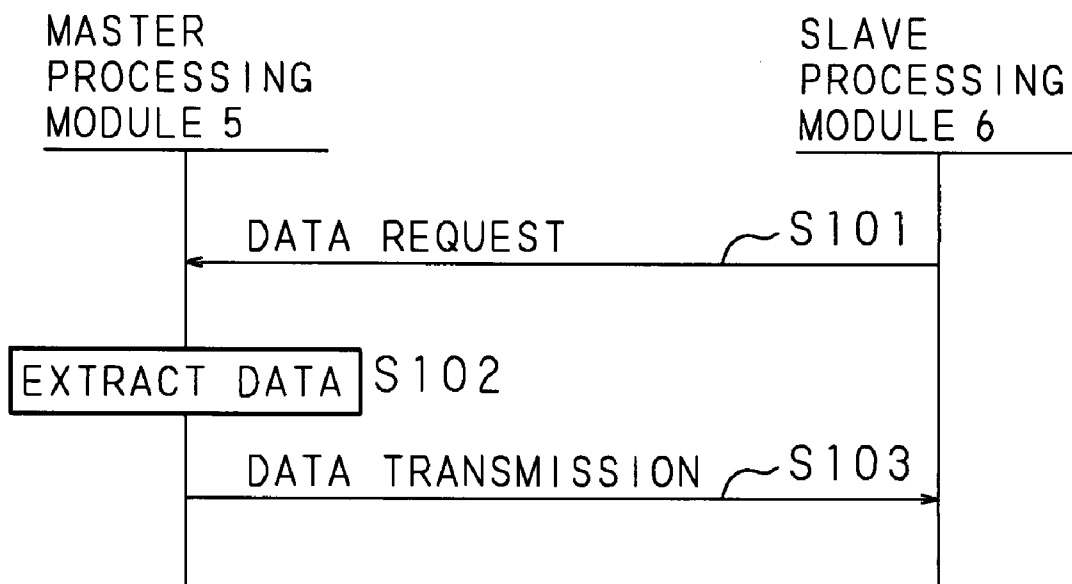 MASTER
PROCESSING
MODULE 5
SLAVE
PROCESSING
MODULE 6
DATA REQUEST
S101
EXTRACT DATA
S102
DATA TRANSMISSION
S103